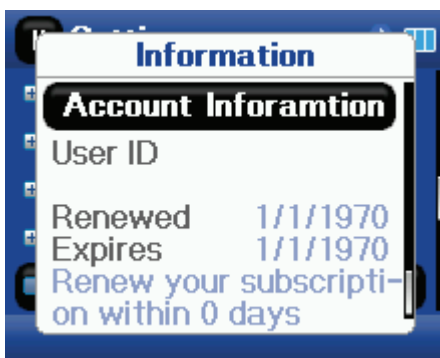 Information
Account Inforamtion
User ID
Renewed 1/1/1970
Expires 1/1/1970
Renew your subscripti-
on within 0 days